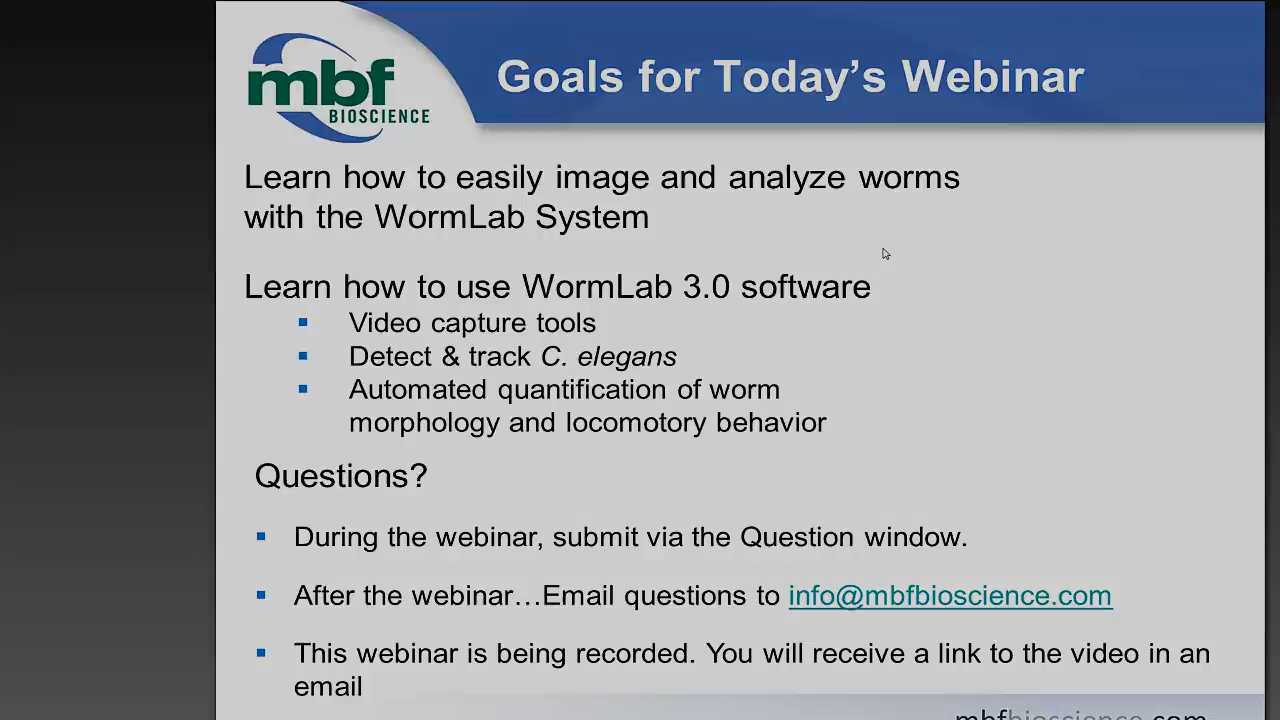 mbf
BIOSCIENCE
Goals for Today's Webinar
Learn how to easily image and analyze worms
with the WormLab System
Learn how to use WormLab 3.0 software
▪ Video capture tools
▪ Detect & track C. elegans
▪ Automated quantification of worm
morphology and locomotory behavior
Questions?
▪ During the webinar, submit via the Question window.
▪ After the webinar…Email questions to info@mbfbioscience.com
▪ This webinar is being recorded. You will receive a link to the video in an
email
mbfbioscience.com